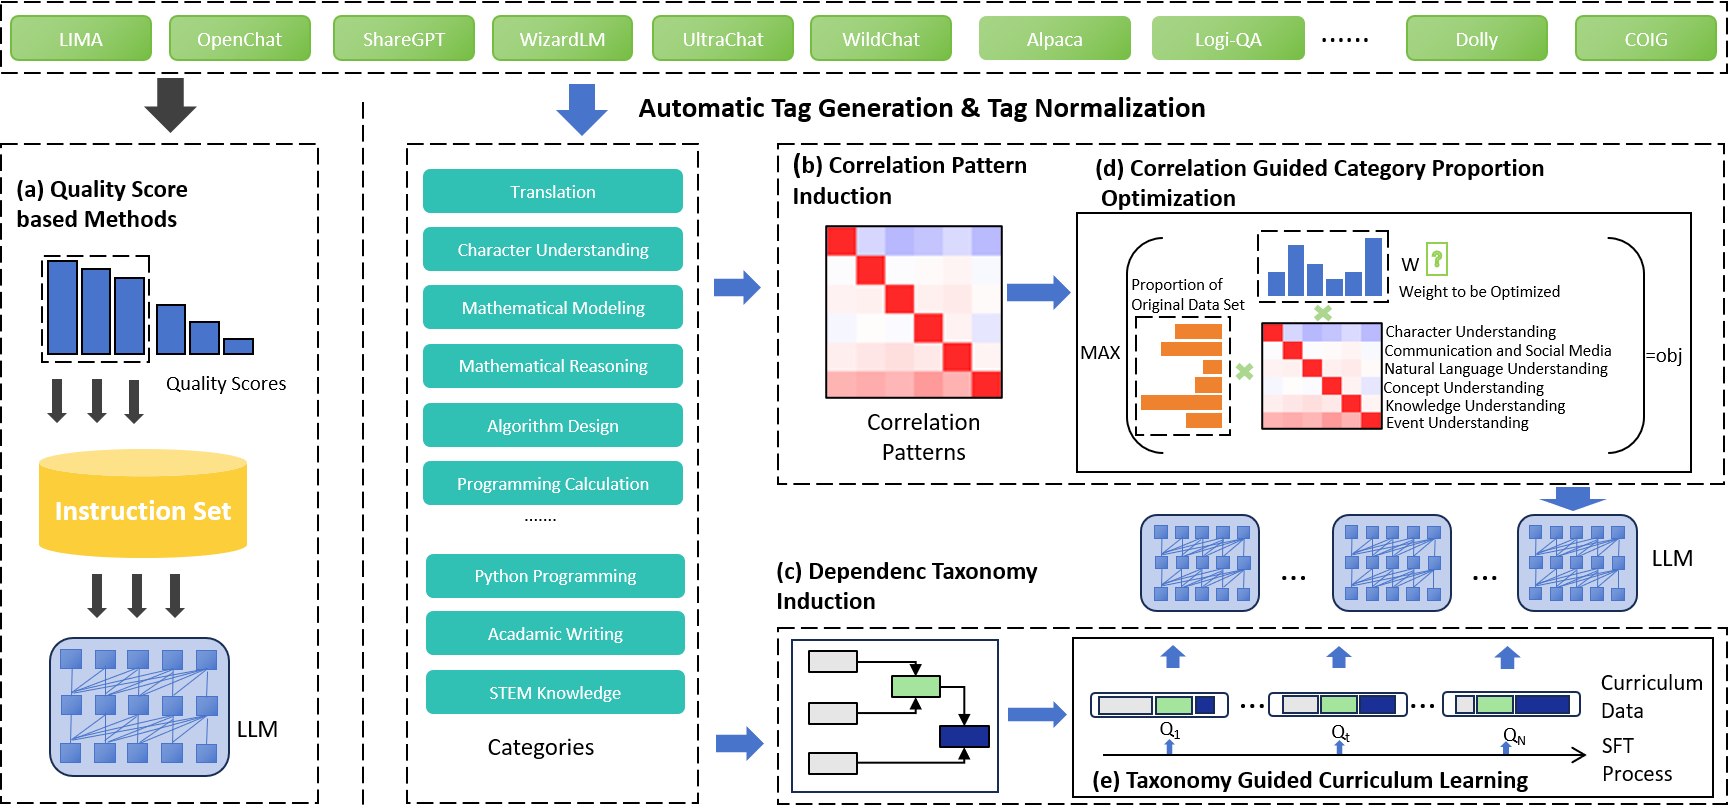 LIMA
OpenChat
ShareGPT
WizardLM
UltraChat
WildChat
Alpaca
Logi-QA
......
Dolly
COIG
Automatic Tag Generation & Tag Normalization
(a) Quality Score
based Methods
Quality Scores
Instruction Set
LLM
Translation
Character Understanding
Mathematical Modeling
Mathematical Reasoning
Algorithm Design
Programming Calculation
.......
Python Programming
Acadamic Writing
STEM Knowledge
Categories
(b) Correlation Pattern
Induction
Correlation
Patterns
(d) Correlation Guided Category Proportion
Optimization
MAX
Proportion of
Original Data Set
W ?
Weight to be Optimized
Character Understanding
Communication and Social Media
Natural Language Understanding
Concept Understanding
Knowledge Understanding
Event Understanding
=obj
... ...
LLM
(c) Dependenc Taxonomy
Induction
... ...
Q1
Qt
QN
Curriculum
Data
SFT
Process
(e) Taxonomy Guided Curriculum Learning